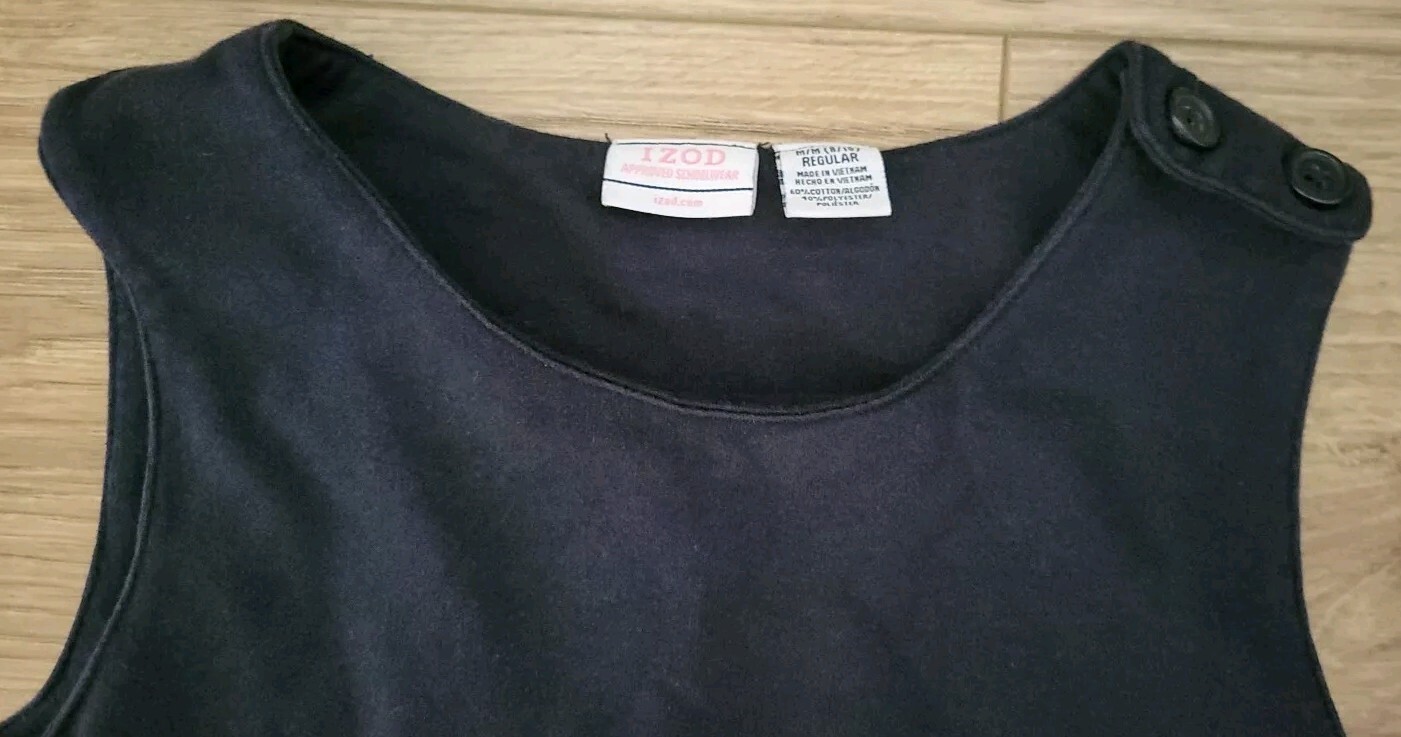 IZOD
APPROVED SCHOOLWEAR
izod.com
M/M (8/10)
REGULAR
MADE IN VIETNAM
HECHO EN VIETNAM
60%COTTON/ALGODÓN
40%POLYESTER/
POLIÉSTER